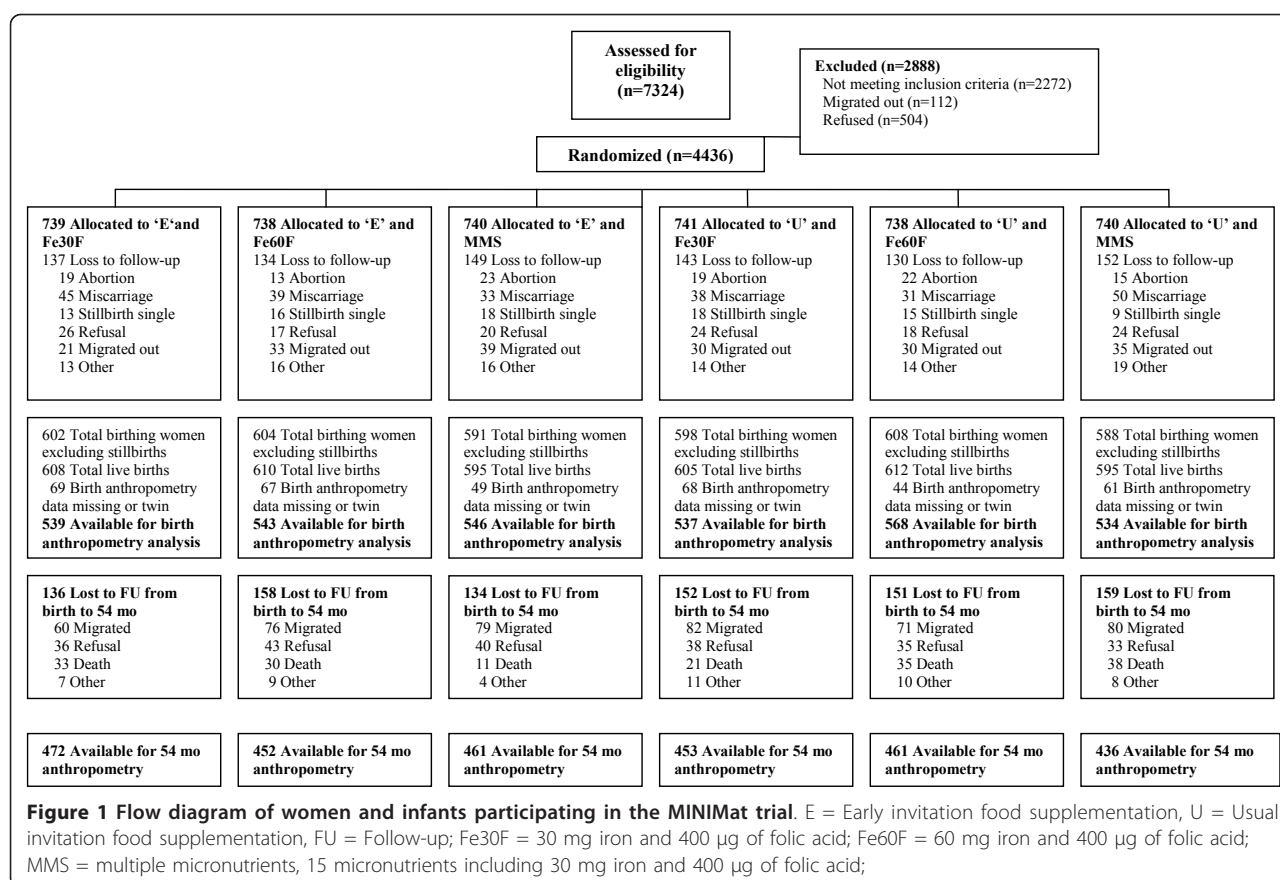 Assessed for
eligibility
(n=7324)
Excluded (n=2888)
Not meeting inclusion criteria (n=2272)
Migrated out (n=112)
Refused (n=504)
Randomized (n=4436)
739 Allocated to ‘E‘and
Fe30F
137 Loss to follow-up
19 Abortion
45 Miscarriage
13 Stillbirth single
26 Refusal
21 Migrated out
13 Other
738 Allocated to ‘E’ and
Fe60F
134 Loss to follow-up
13 Abortion
39 Miscarriage
16 Stillbirth single
17 Refusal
33 Migrated out
16 Other
740 Allocated to ‘E’ and
MMS
149 Loss to follow-up
23 Abortion
33 Miscarriage
18 Stillbirth single
20 Refusal
39 Migrated out
16 Other
741 Allocated to ‘U’ and
Fe30F
143 Loss to follow-up
19 Abortion
38 Miscarriage
18 Stillbirth single
24 Refusal
30 Migrated out
14 Other
738 Allocated to ‘U’ and
Fe60F
130 Loss to follow-up
22 Abortion
31 Miscarriage
15 Stillbirth single
18 Refusal
30 Migrated out
14 Other
740 Allocated to ‘U’ and
MMS
152 Loss to follow-up
15 Abortion
50 Miscarriage
9 Stillbirth single
24 Refusal
35 Migrated out
19 Other
602 Total birthing women
excluding stillbirths
608 Total live births
69 Birth anthropometry
data missing or twin
539 Available for birth
anthropometry analysis
604 Total birthing women
excluding stillbirths
610 Total live births
67 Birth anthropometry
data missing or twin
543 Available for birth
anthropometry analysis
591 Total birthing women
excluding stillbirths
595 Total live births
49 Birth anthropometry
data missing or twin
546 Available for birth
anthropometry analysis
598 Total birthing women
excluding stillbirths
605 Total live births
68 Birth anthropometry
data missing or twin
537 Available for birth
anthropometry analysis
608 Total birthing women
excluding stillbirths
612 Total live births
44 Birth anthropometry
data missing or twin
568 Available for birth
anthropometry analysis
588 Total birthing women
excluding stillbirths
595 Total live births
61 Birth anthropometry
data missing or twin
534 Available for birth
anthropometry analysis
136 Lost to FU from
birth to 54 mo
60 Migrated
36 Refusal
33 Death
7 Other
158 Lost to FU from
birth to 54 mo
76 Migrated
43 Refusal
30 Death
9 Other
134 Lost to FU from
birth to 54 mo
79 Migrated
40 Refusal
11 Death
4 Other
152 Lost to FU from
birth to 54 mo
82 Migrated
38 Refusal
21 Death
11 Other
151 Lost to FU from
birth to 54 mo
71 Migrated
35 Refusal
35 Death
10 Other
159 Lost to FU from
birth to 54 mo
80 Migrated
33 Refusal
38 Death
8 Other
472 Available for 54 mo
anthropometry
452 Available for 54 mo
anthropometry
461 Available for 54 mo
anthropometry
453 Available for 54 mo
anthropometry
461 Available for 54 mo
anthropometry
436 Available for 54 mo
anthropometry
Figure 1 Flow diagram of women and infants participating in the MINIMat trial. E = Early invitation food supplementation, U = Usual
invitation food supplementation, FU = Follow-up; Fe30F = 30 mg iron and 400 μg of folic acid; Fe60F = 60 mg iron and 400 μg of folic acid;
MMS = multiple micronutrients, 15 micronutrients including 30 mg iron and 400 μg of folic acid;